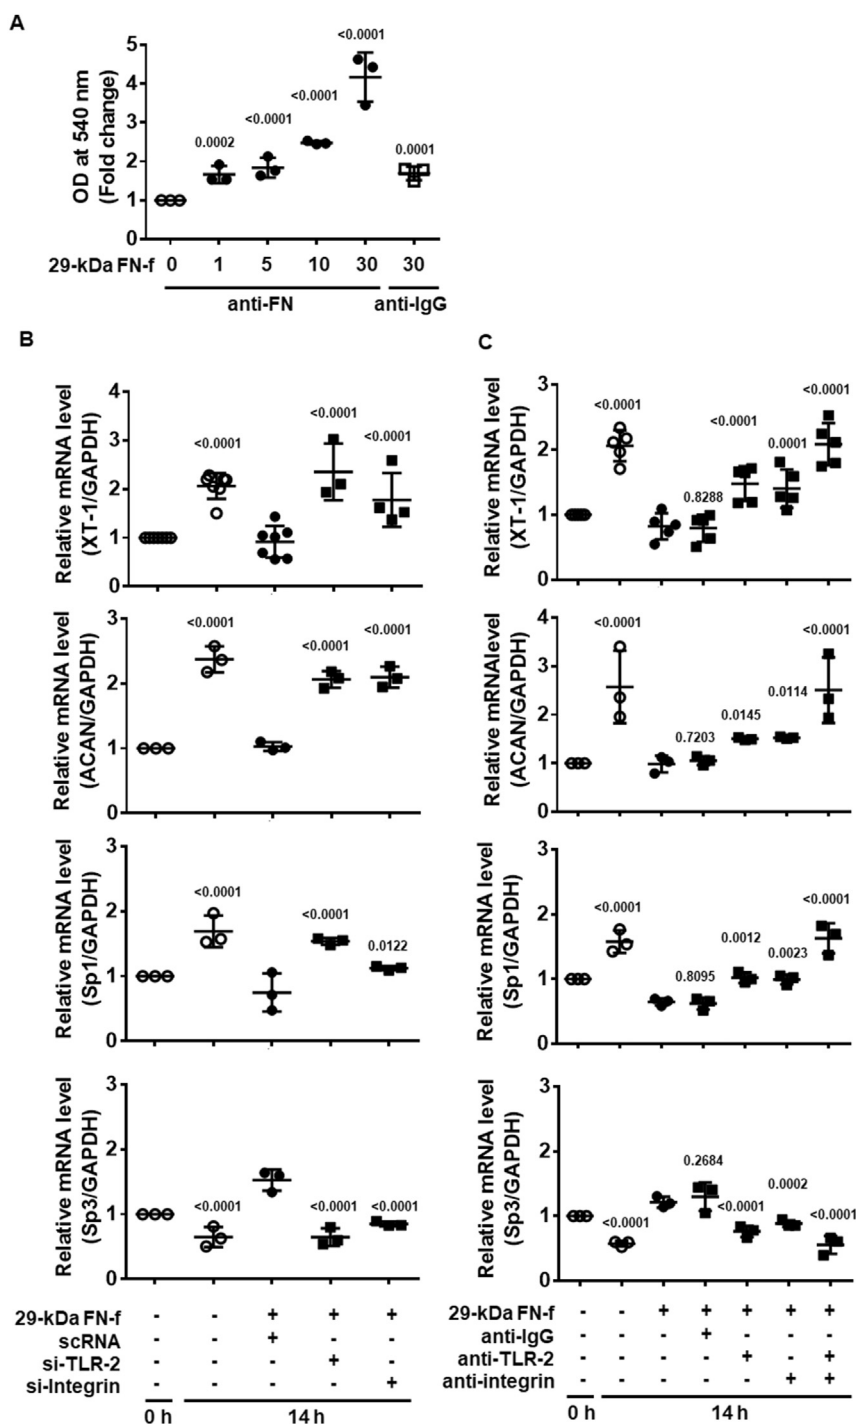 A
OD at 540 nm
(Fold change)
5
4
3
2
1
0
0.0002
<0.0001
<0.0001
<0.0001
0.0001
29-kDa FN-f 0 1 5 10 30 30
anti-FN anti-IgG
B
Relative mRNA level
(XT-1/GAPDH)
4
3
2
1
0
<0.0001
<0.0001
<0.0001
Relative mRNA level
(ACAN/GAPDH)
3
2
1
0
<0.0001
<0.0001
<0.0001
Relative mRNA level
(Sp1/GAPDH)
3
2
1
0
<0.0001
<0.0001
0.0122
Relative mRNA level
(Sp3/GAPDH)
3
2
1
0
<0.0001
<0.0001
<0.0001
29-kDa FN-f - - + + +
scRNA - - + - -
si-TLR-2 - - - + -
si-Integrin - - - - +
0 h 14 h
C
Relative mRNA level
(XT-1/GAPDH)
3
2
1
0
<0.0001
0.8288
<0.0001
0.0001
<0.0001
Relative mRNAlevel
(ACAN/GAPDH)
4
3
2
1
0
<0.0001
0.7203
0.0145
0.0114
<0.0001
Relative mRNA level
(Sp1/GAPDH)
3
2
1
0
<0.0001
0.8095
0.0012
0.0023
<0.0001
Relative mRNA level
(Sp3/GAPDH)
3
2
1
0
<0.0001
0.2684
<0.0001
0.0002
<0.0001
29-kDa FN-f - - + + + + +
anti-IgG - - - + - - -
anti-TLR-2 - - - - + - +
anti-integrin - - - - - + +
0 h 14 h